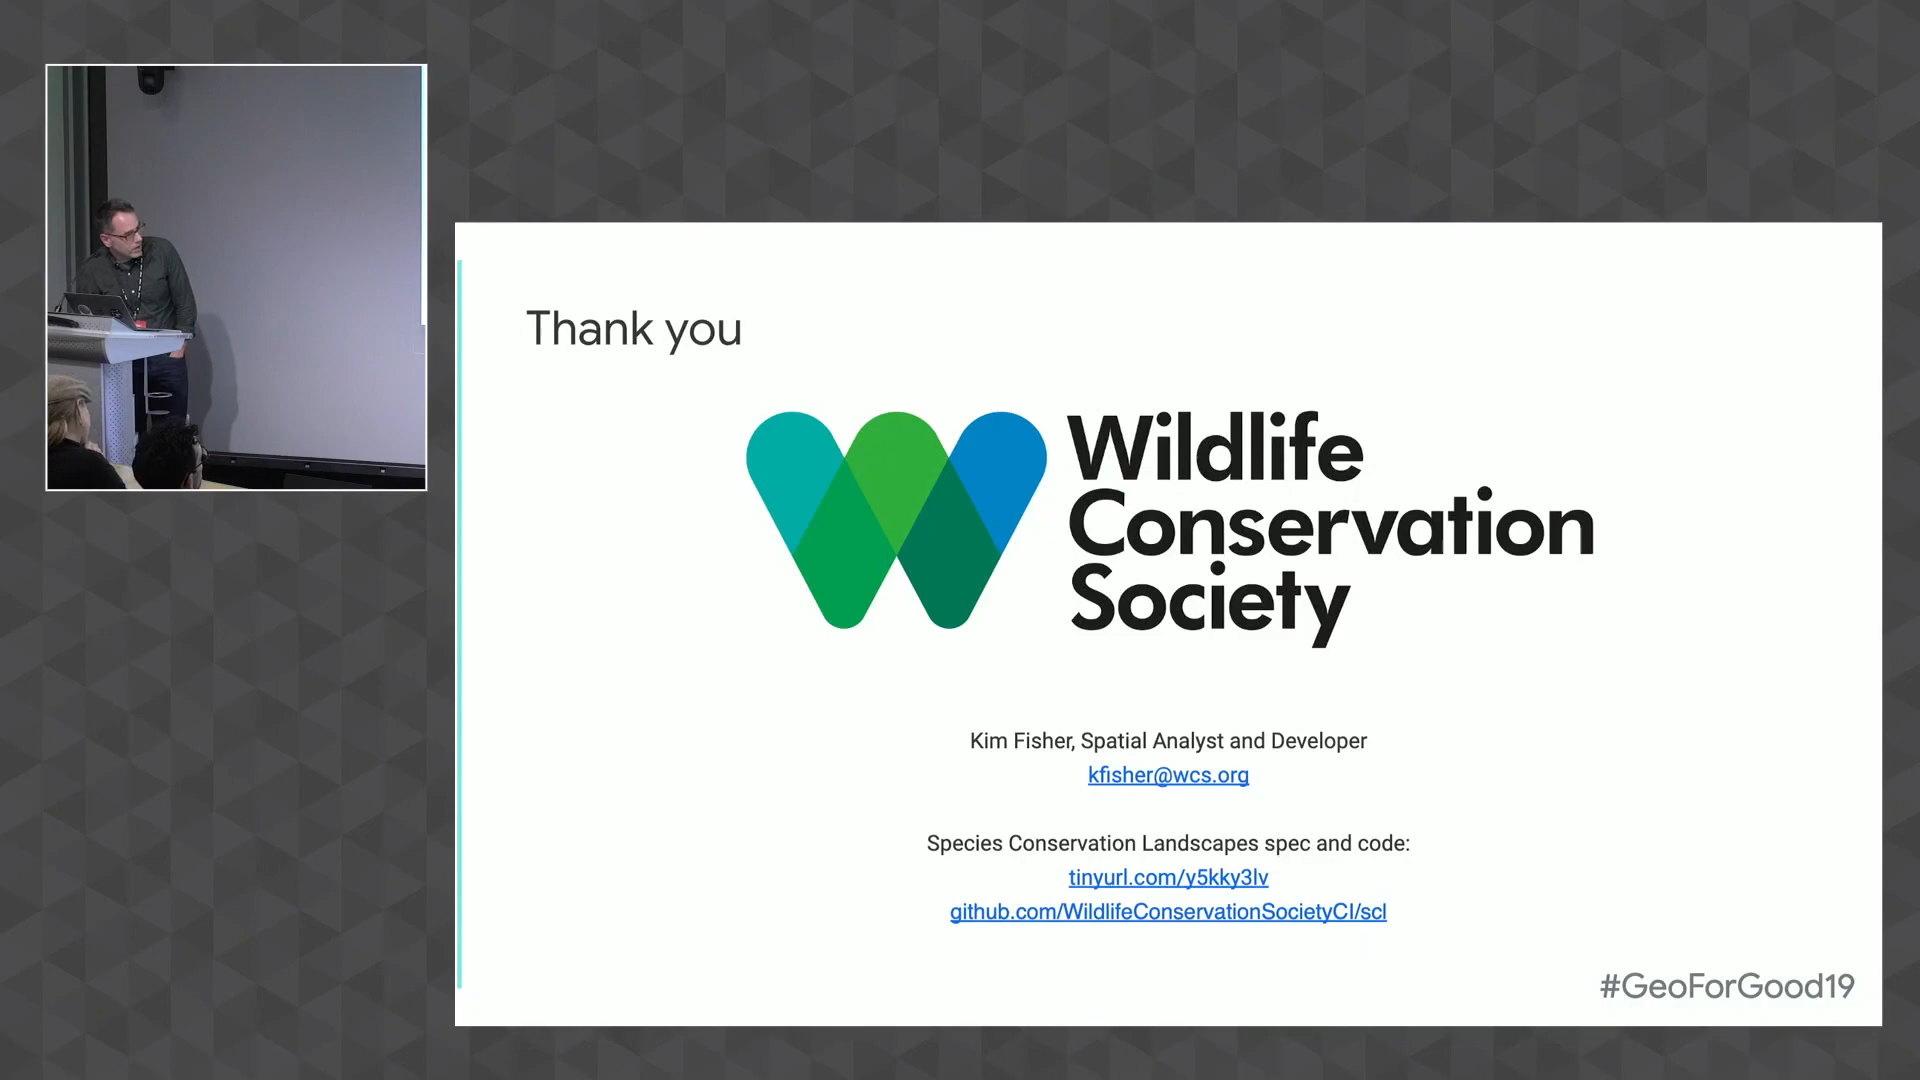 Thank you
Wildlife
Conservation
Society
Kim Fisher, Spatial Analyst and Developer
kfisher@wcs.org
Species Conservation Landscapes spec and code:
tinyurl.com/y5kky3lv
github.com/WildlifeConservationSocietyCI/scl
#GeoForGood19